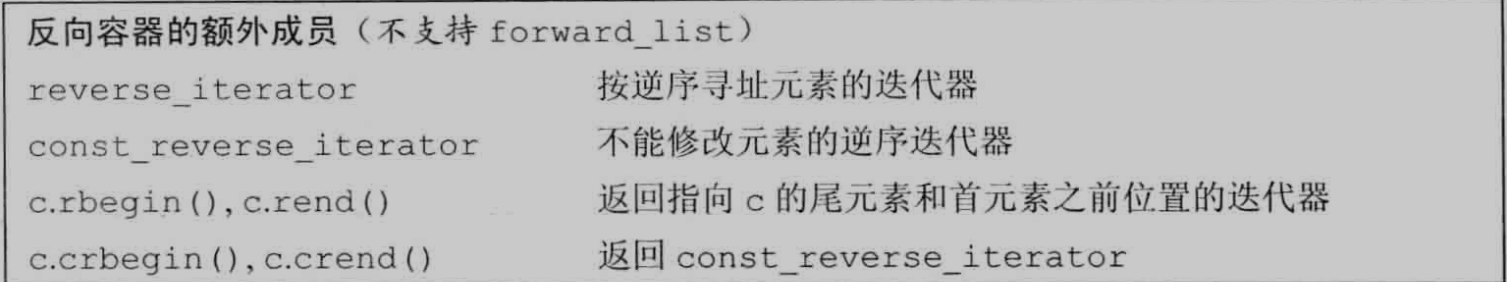 反向容器的额外成员（不支持 forward_list）
reverse_iterator 按逆序寻址元素的迭代器
const_reverse_iterator 不能修改元素的逆序迭代器
c.rbegin(),c.rend() 返回指向 c 的尾元素和首元素之前位置的迭代器
c.crbegin(),c.crend() 返回 const_reverse_iterator